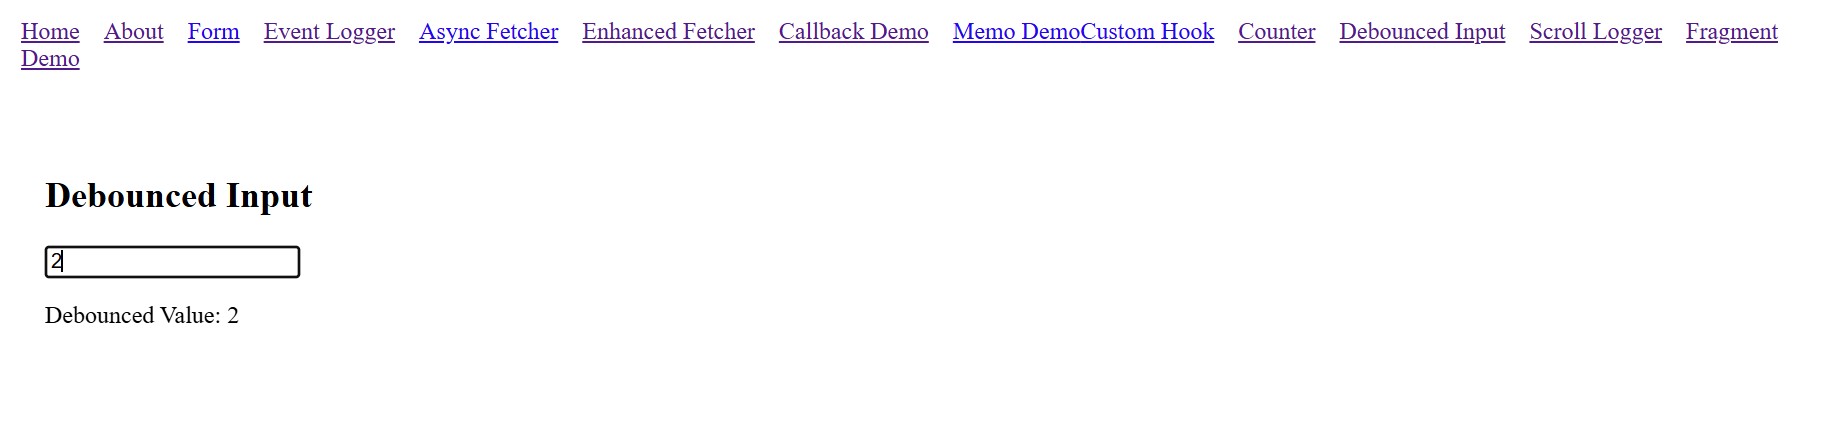 Home About Form Event Logger Async Fetcher Enhanced Fetcher Callback Demo Memo DemoCustom Hook Counter Debounced Input Scroll Logger Fragment
Demo
Debounced Input
2
Debounced Value: 2